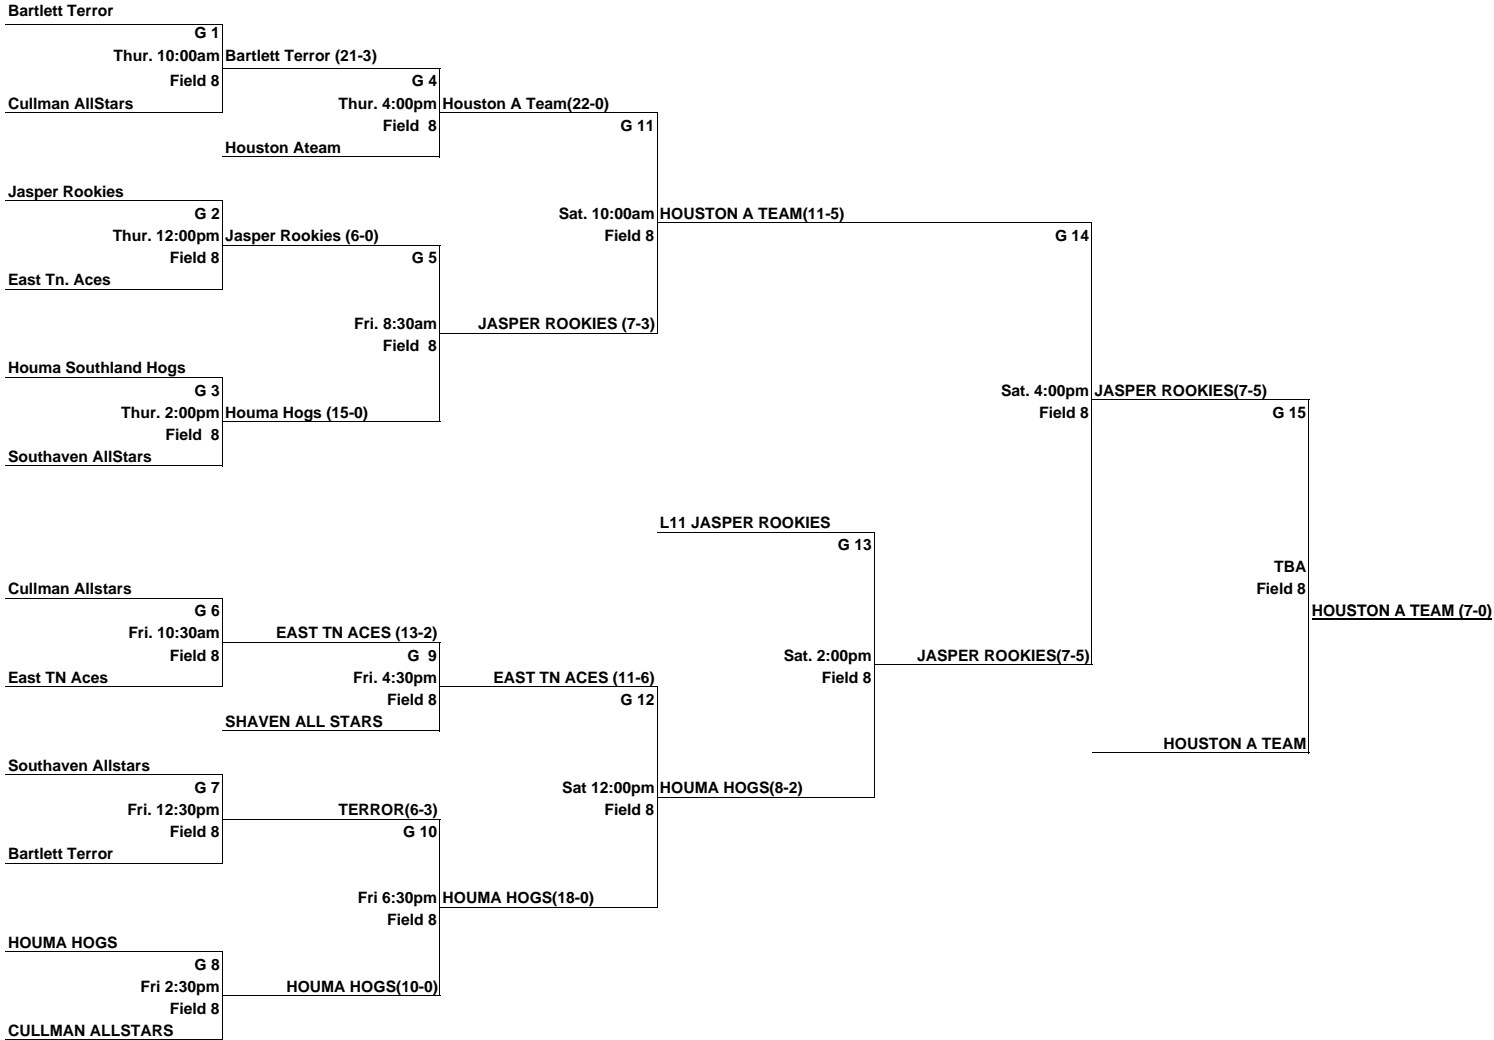 Bartlett Terror
G 1
Thur. 10:00am Bartlett Terror (21-3)
Field 8 G 4
Cullman AllStars Thur. 4:00pm Houston A Team(22-0)
Field  8 G 11
Houston Ateam
Jasper Rookies
G 2 Sat. 10:00am HOUSTON A TEAM(11-5)
Thur. 12:00pm Jasper Rookies (6-0) Field 8 G 14
Field 8 G 5
East Tn. Aces
Fri. 8:30am JASPER ROOKIES (7-3)
Field  8
Houma Southland Hogs
G 3 Sat. 4:00pm JASPER ROOKIES(7-5)
Thur. 2:00pm Houma Hogs (15-0) Field 8 G 15
Field  8
Southaven AllStars
L11 JASPER ROOKIES
G 13
TBA
Cullman Allstars Field 8
G 6 HOUSTON A TEAM (7-0)
Fri. 10:30am EAST TN ACES (13-2)
Field 8 G  9 Sat. 2:00pm JASPER ROOKIES(7-5)
East TN Aces Fri. 4:30pm EAST TN ACES (11-6) Field 8
Field 8 G 12
SHAVEN ALL STARS
HOUSTON A TEAM
Southaven Allstars
G 7 Sat 12:00pm HOUMA HOGS(8-2)
Fri. 12:30pm TERROR(6-3) Field 8
Field 8 G 10
Bartlett Terror
Fri 6:30pm HOUMA HOGS(18-0)
Field 8
HOUMA HOGS
G 8
Fri 2:30pm HOUMA HOGS(10-0)
Field 8
CULLMAN ALLSTARS